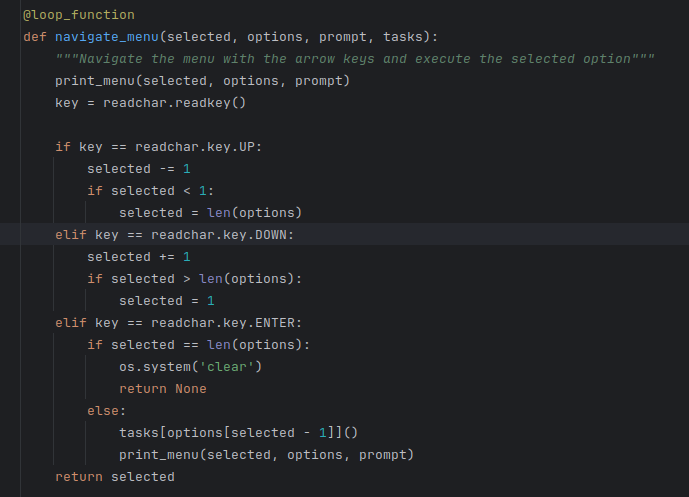 @loop_function
def navigate_menu(selected, options, prompt, tasks):
    """Navigate the menu with the arrow keys and execute the selected option"""
    print_menu(selected, options, prompt)
    key = readchar.readkey()

    if key == readchar.key.UP:
        selected -= 1
        if selected < 1:
            selected = len(options)
    elif key == readchar.key.DOWN:
        selected += 1
        if selected > len(options):
            selected = 1
    elif key == readchar.key.ENTER:
        if selected == len(options):
            os.system('clear')
            return None
        else:
            tasks[options[selected - 1]]()
            print_menu(selected, options, prompt)
    return selected